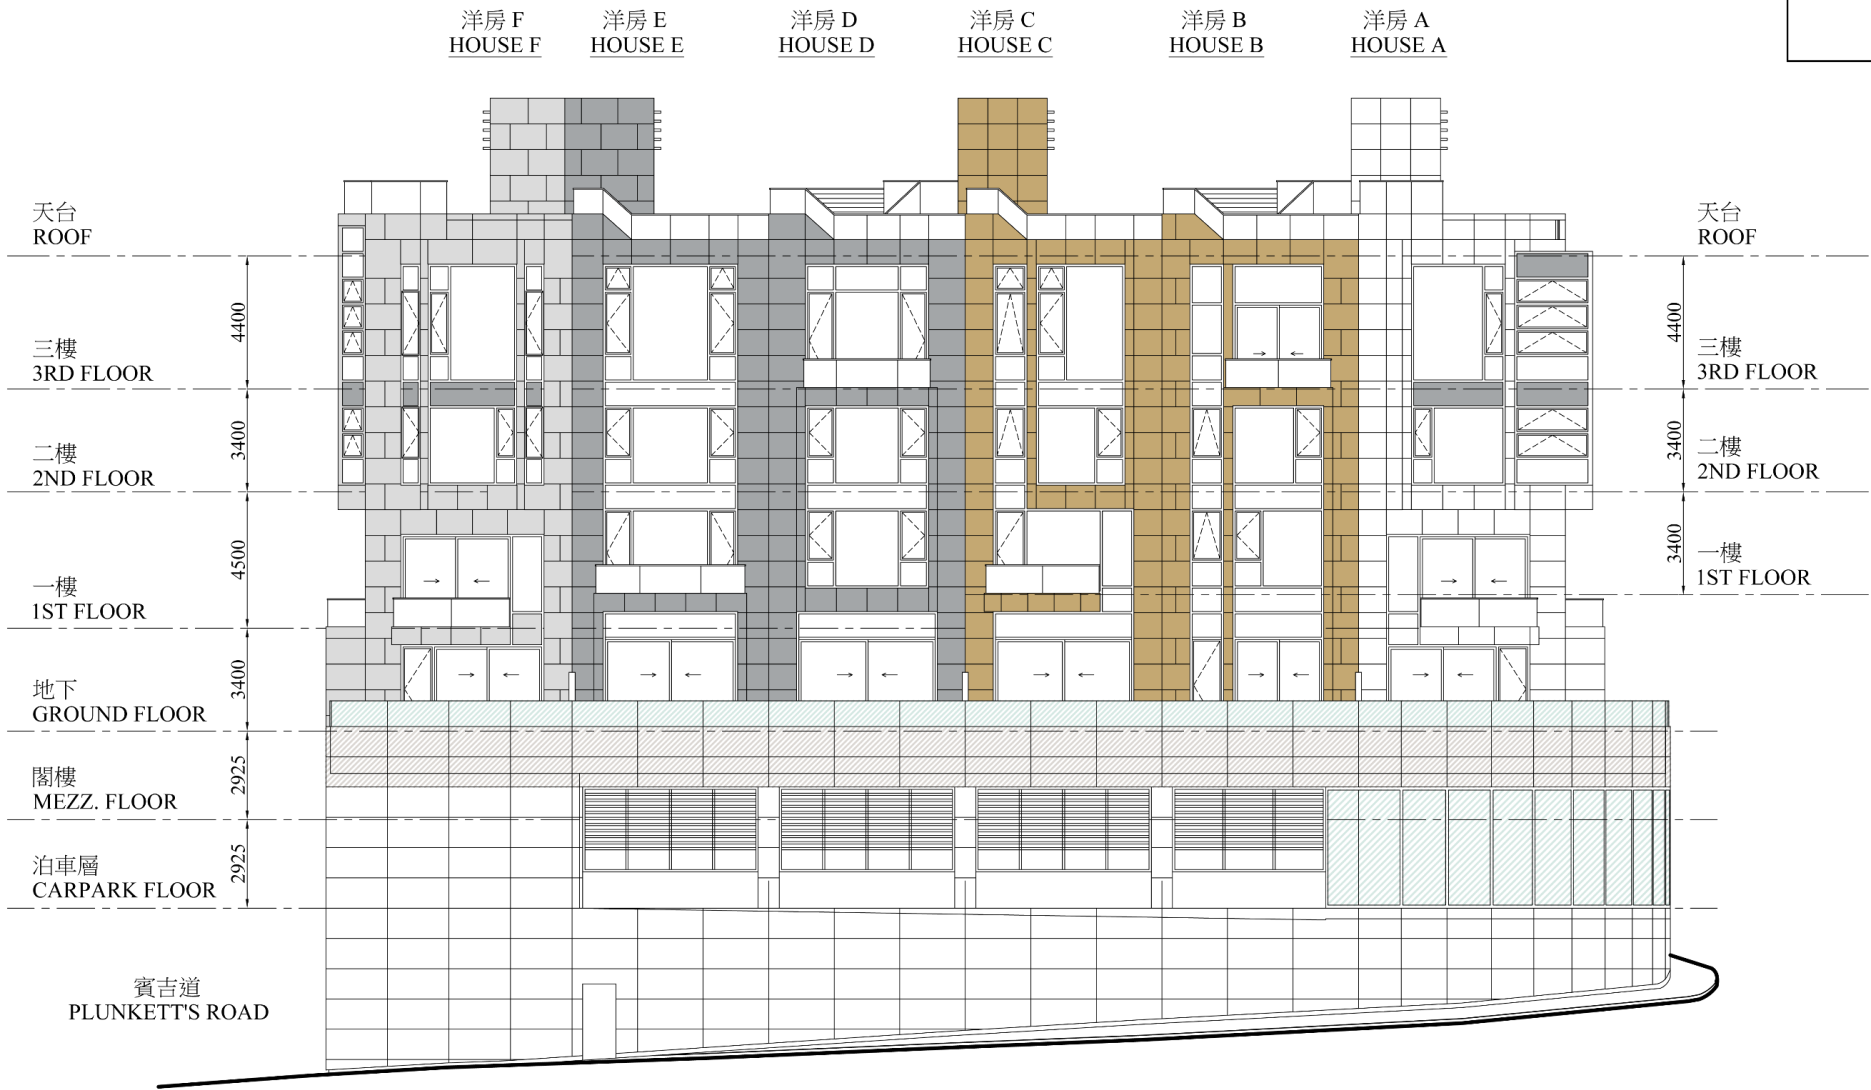 洋房 F
HOUSE F
洋房 E
HOUSE E
洋房 D
HOUSE D
洋房 C
HOUSE C
洋房 B
HOUSE B
洋房 A
HOUSE A
天台
ROOF
4400
三樓
3RD FLOOR
3400
二樓
2ND FLOOR
4500
一樓
1ST FLOOR
3400
地下
GROUND FLOOR
2925
閣樓
MEZZ. FLOOR
2925
泊車層
CARPARK FLOOR
賓吉道
PLUNKETT'S ROAD
天台
ROOF
4400
三樓
3RD FLOOR
3400
二樓
2ND FLOOR
3400
一樓
1ST FLOOR